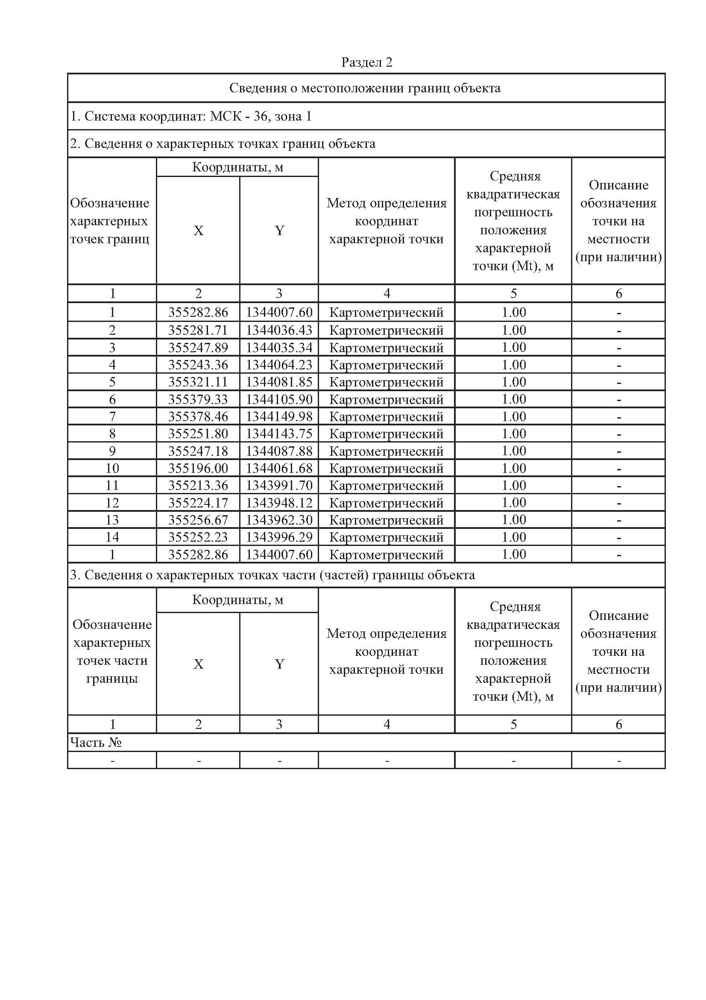 Раздел 2
Сведения о местоположении границ объекта
1. Система координат: МСК - 36, зона 1
2. Сведения о характерных точках границ объекта
Обозначение
характерных
точек границ
Координаты, м
X
Y
Метод определения
координат
характерной точки
Средняя
квадратическая
погрешность
положения
характерной
точки (Mt), м
Описание
обозначения
точки на
местности
(при наличии)
1 2 3 4 5 6
1 355282.86 1344007.60 Картометрический 1.00 -
2 355281.71 1344036.43 Картометрический 1.00 -
3 355247.89 1344035.34 Картометрический 1.00 -
4 355243.36 1344064.23 Картометрический 1.00 -
5 355321.11 1344081.85 Картометрический 1.00 -
6 355379.33 1344105.90 Картометрический 1.00 -
7 355378.46 1344149.98 Картометрический 1.00 -
8 355251.80 1344143.75 Картометрический 1.00 -
9 355247.18 1344087.88 Картометрический 1.00 -
10 355196.00 1344061.68 Картометрический 1.00 -
11 355213.36 1343991.70 Картометрический 1.00 -
12 355224.17 1343948.12 Картометрический 1.00 -
13 355256.67 1343962.30 Картометрический 1.00 -
14 355252.23 1343996.29 Картометрический 1.00 -
1 355282.86 1344007.60 Картометрический 1.00 -
3. Сведения о характерных точках части (частей) границы объекта
Обозначение
характерных
точек части
границы
Координаты, м
X
Y
Метод определения
координат
характерной точки
Средняя
квадратическая
погрешность
положения
характерной
точки (Mt), м
Описание
обозначения
точки на
местности
(при наличии)
1 2 3 4 5 6
Часть №
- - - - - -